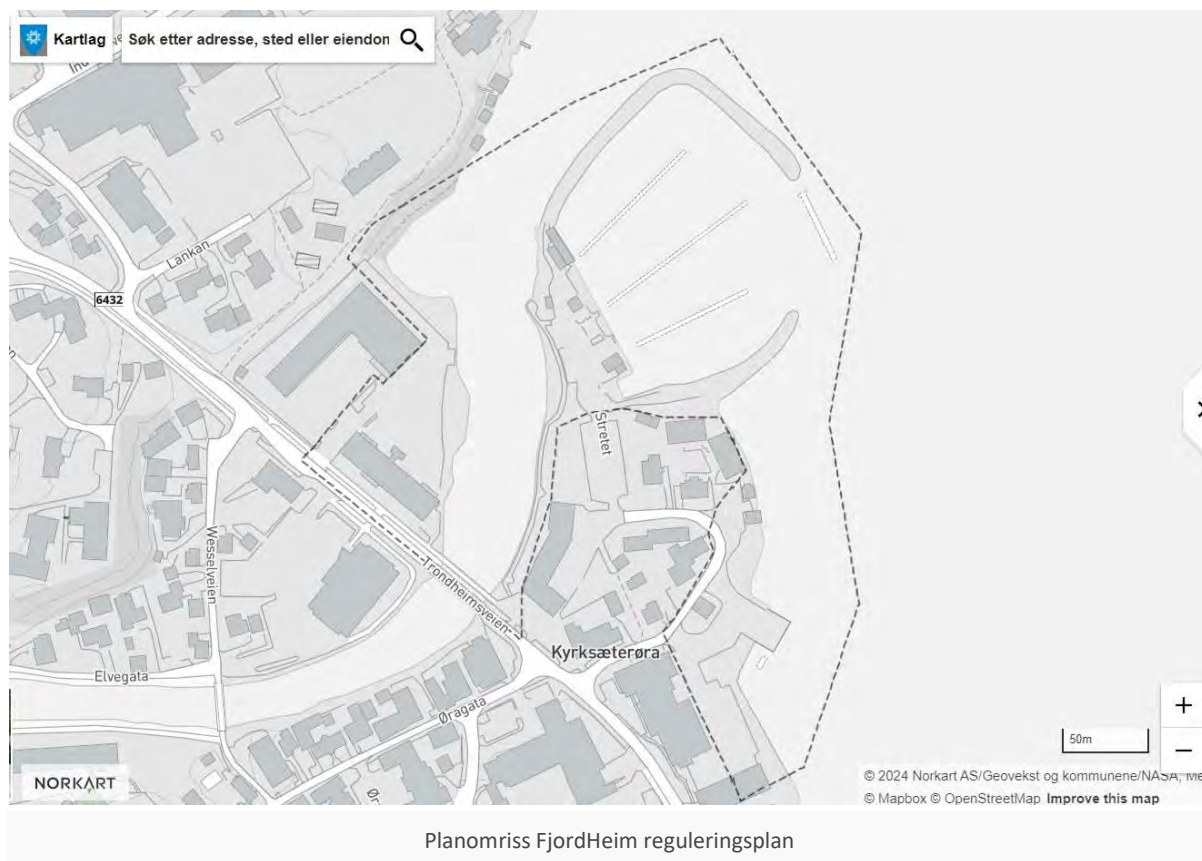 Kartlag
Søk etter adresse, sted eller eiendon
Lankan
6432
Stretet
Wesselveien
Trondheimsveien
Kyrksæterøra
Elvegata
Øragata
50m
+
−
NORKART
© 2024 Norkart AS/Geovekst og kommunene/NASA, Me
© Mapbox © OpenStreetMap Improve this map
Planomriss FjordHeim reguleringsplan